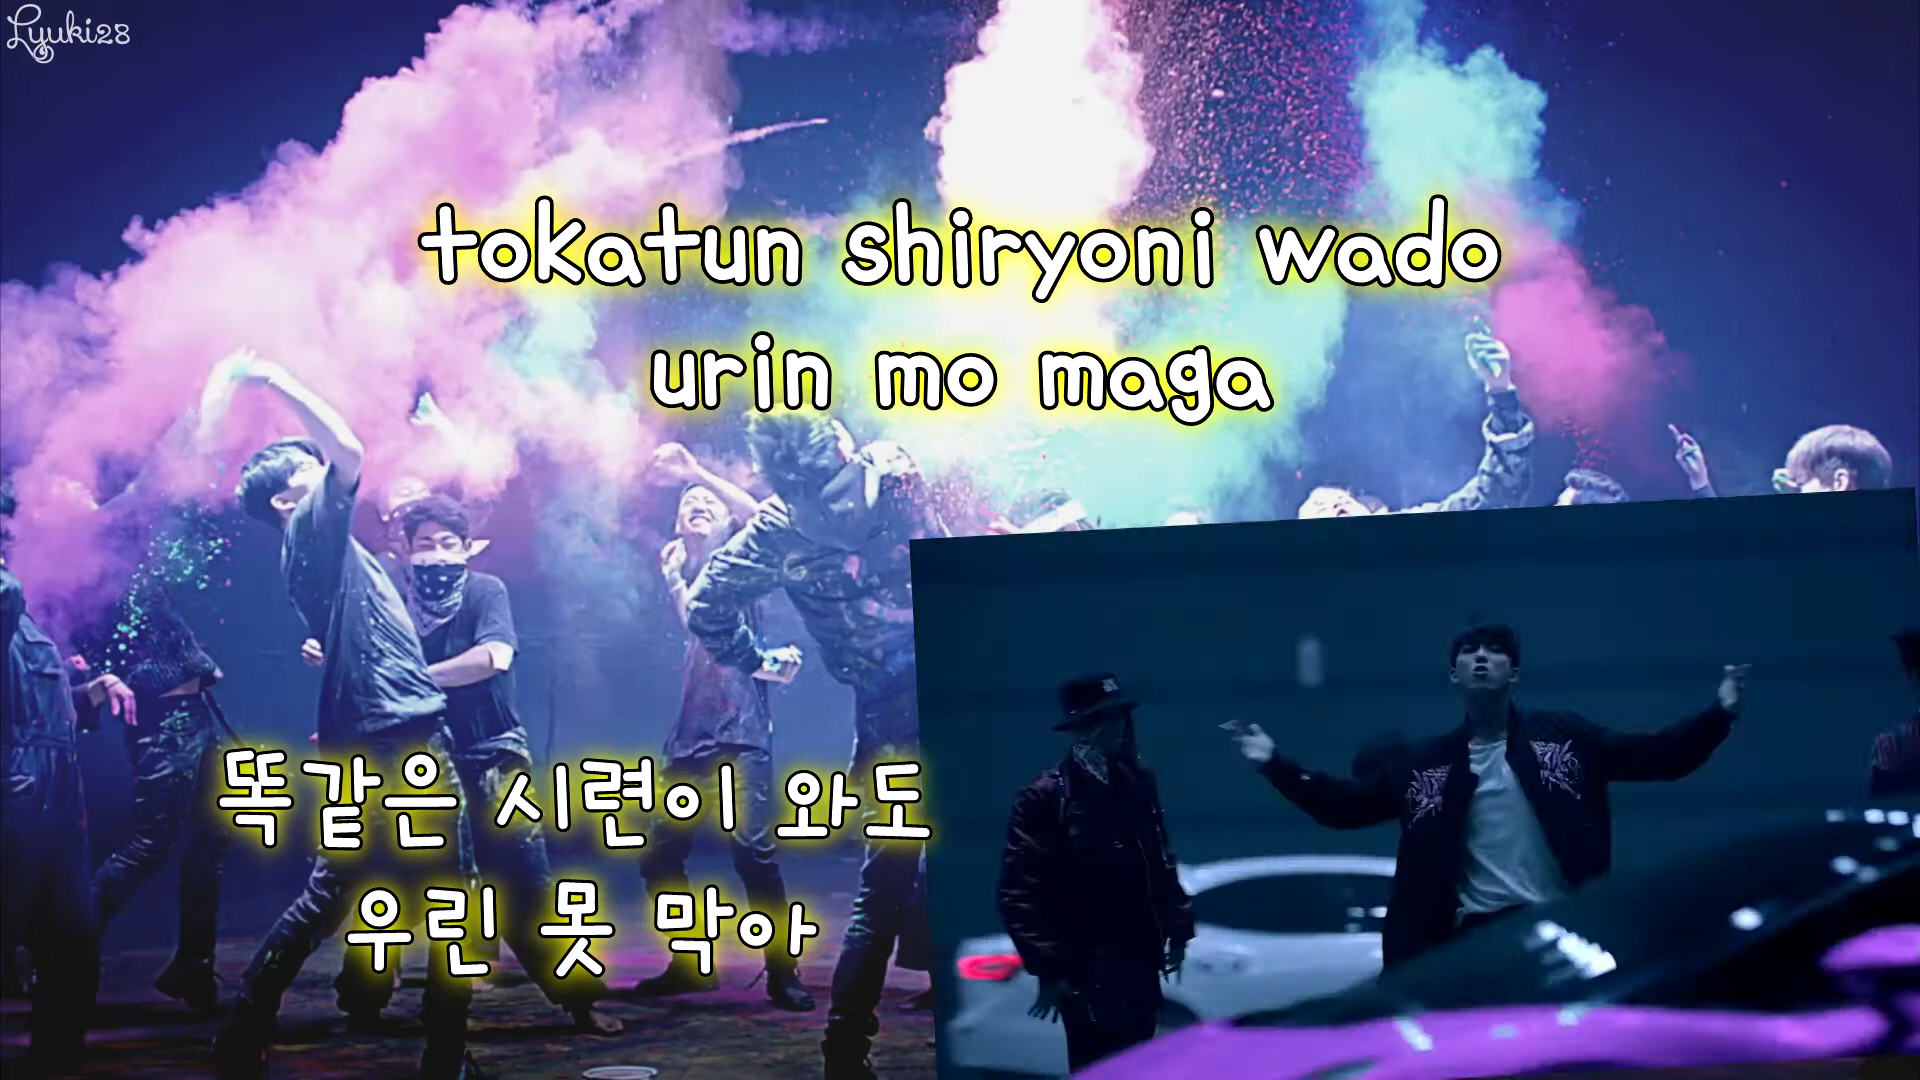 Lyuki28
tokatun shiryoni wado
urin mo maga
똑같은 시련이 와도
우린 못 막아